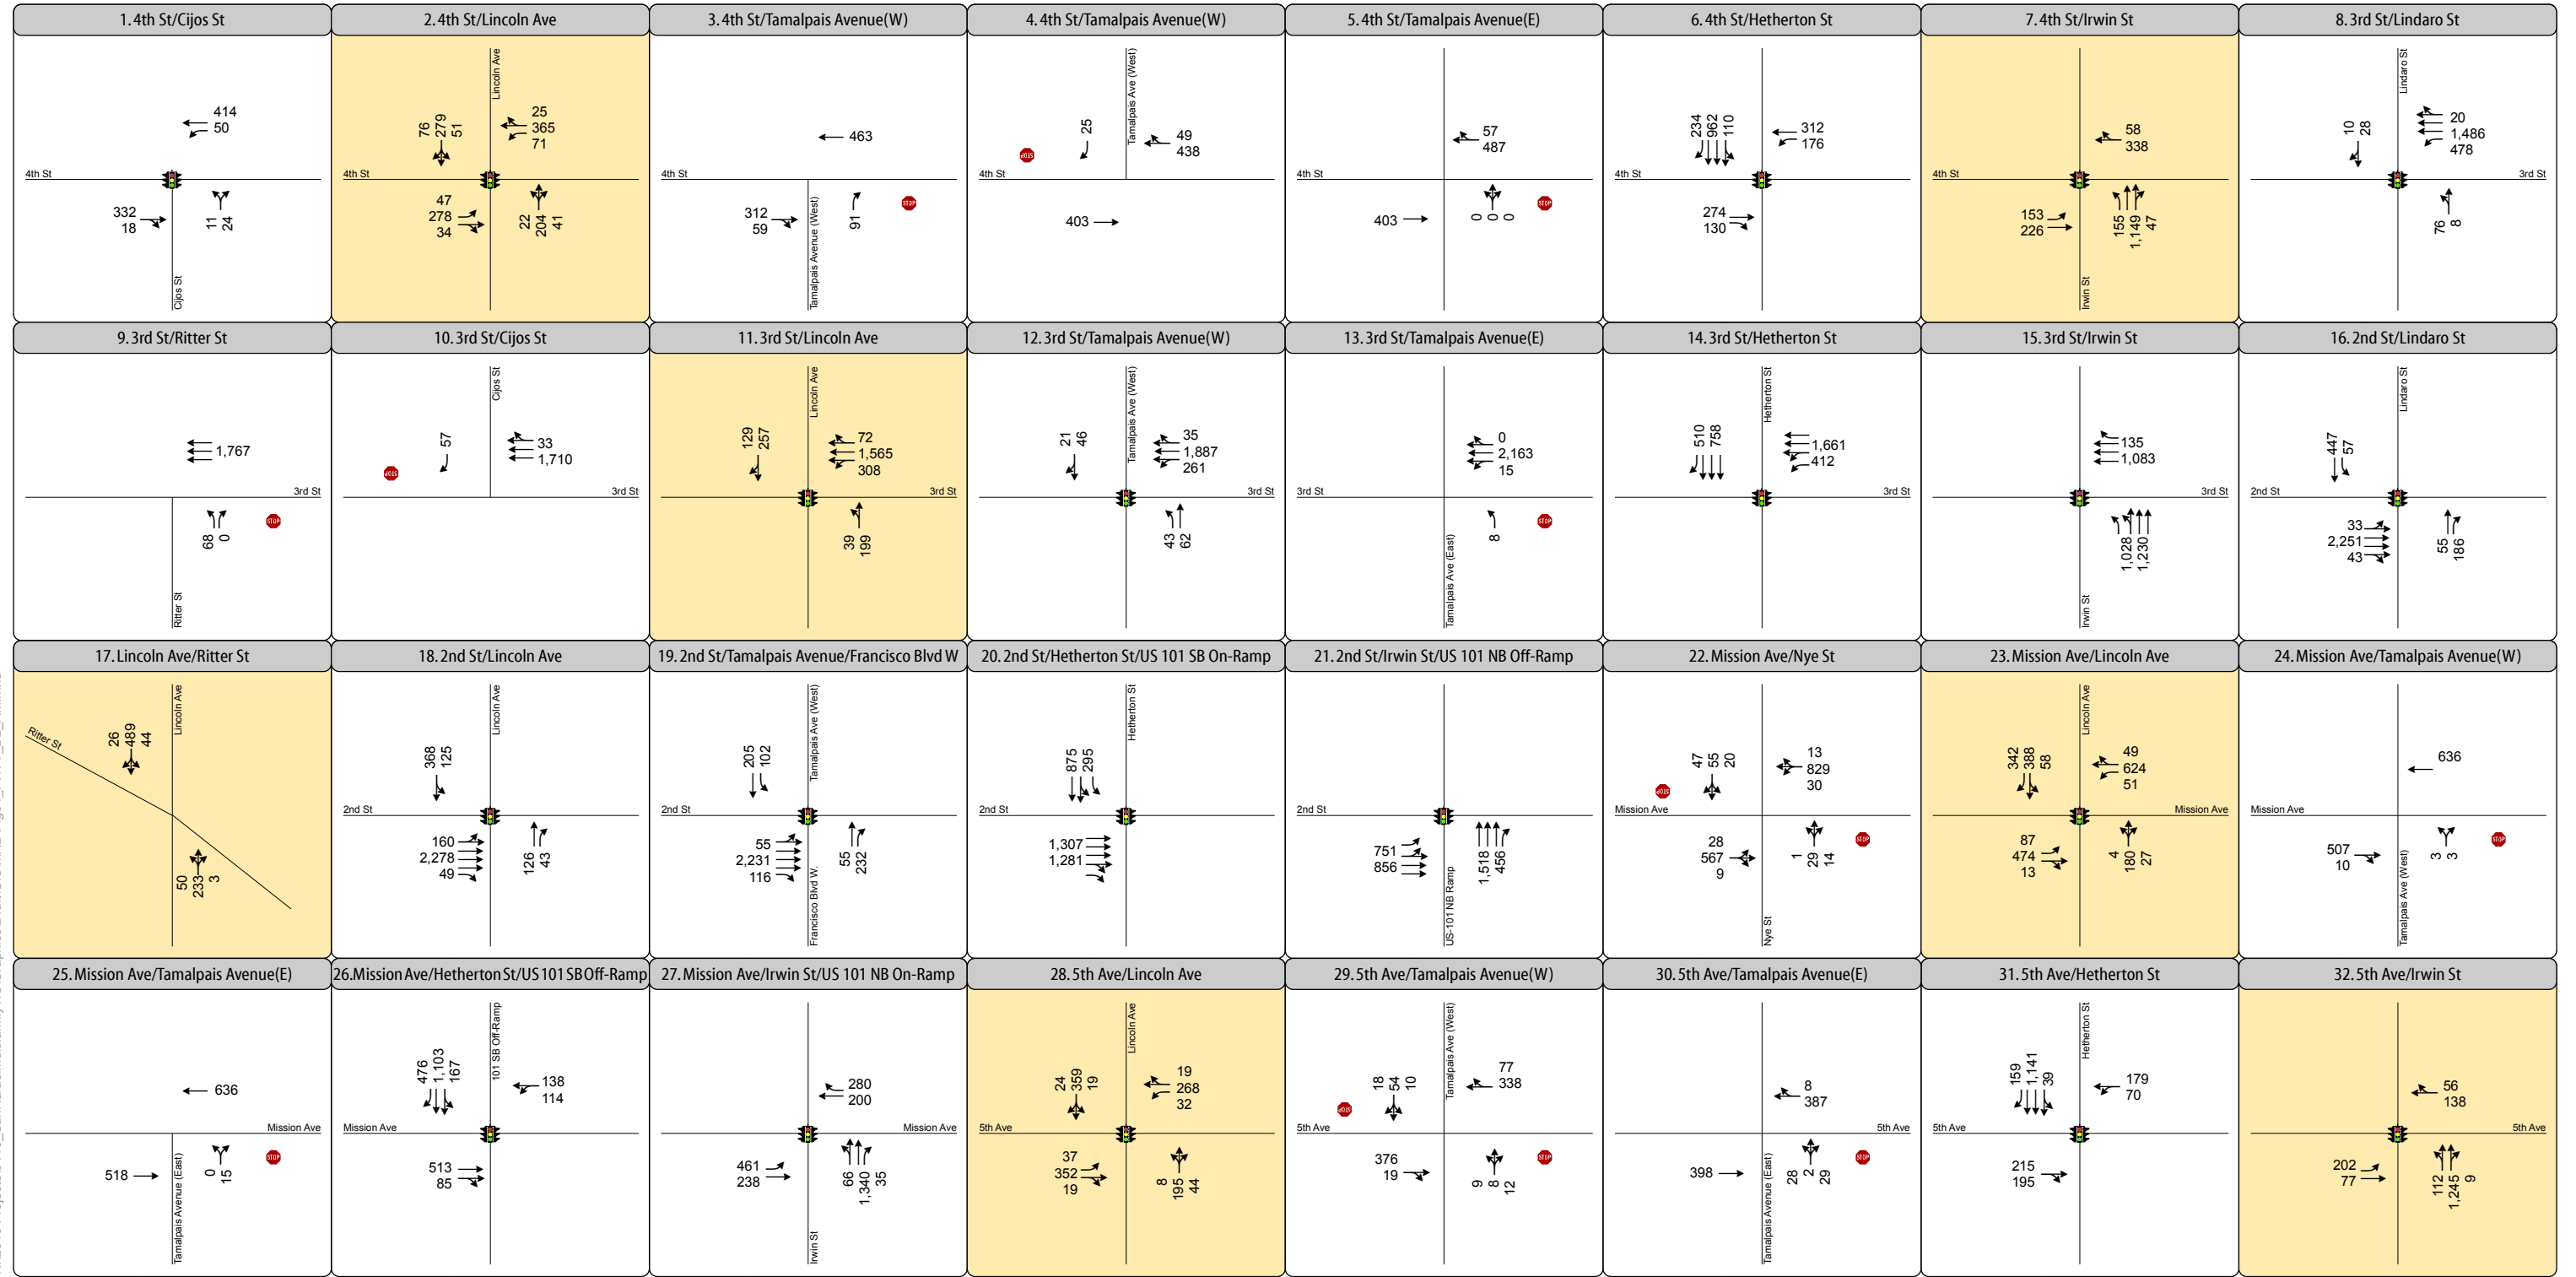 1. 4th St/Cijos St
414
50
4th St
332
18
11
24
Cijos St
2. 4th St/Lincoln Ave
Lincoln Ave
76
279
51
25
365
71
4th St
47
278
34
22
204
41
3. 4th St/Tamalpais Avenue(W)
463
4th St
312
59
91
STOP
Tamalpais Avenue (West)
4. 4th St/Tamalpais Avenue(W)
Tamalpais Ave (West)
25
STOP
49
438
4th St
403
5. 4th St/Tamalpais Avenue(E)
57
487
4th St
403
0
0
0
STOP
6. 4th St/Hetherton St
234
962
110
312
176
4th St
274
130
7. 4th St/Irwin St
58
338
4th St
153
226
155
1,149
47
Irwin St
8. 3rd St/Lindaro St
Lindaro St
10
28
20
1,486
478
3rd St
76
8
9. 3rd St/Ritter St
1,767
3rd St
68
0
STOP
Ritter St
10. 3rd St/Cijos St
Cijos St
57
STOP
33
1,710
3rd St
11. 3rd St/Lincoln Ave
Lincoln Ave
129
257
72
1,565
308
3rd St
39
199
12. 3rd St/Tamalpais Avenue(W)
Tamalpais Ave (West)
21
46
35
1,887
261
3rd St
43
62
13. 3rd St/Tamalpais Avenue(E)
0
2,163
15
3rd St
8
STOP
Tamalpais Ave (East)
14. 3rd St/Hetherton St
Hetherton St
510
758
1,661
412
3rd St
15. 3rd St/Irwin St
135
1,083
3rd St
1,028
1,230
Irwin St
16. 2nd St/Lindaro St
Lindaro St
447
57
2nd St
33
2,251
43
55
186
17. Lincoln Ave/Ritter St
Lincoln Ave
Ritter St
26
489
44
50
233
3
18. 2nd St/Lincoln Ave
Lincoln Ave
368
125
2nd St
160
2,278
49
126
43
19. 2nd St/Tamalpais Avenue/Francisco Blvd W
Tamalpais Ave (West)
205
102
2nd St
55
2,231
116
55
232
Francisco Blvd W.
20. 2nd St/Hetherton St/US 101 SB On-Ramp
Hetherton St
875
295
2nd St
1,307
1,281
21. 2nd St/Irwin St/US 101 NB Off-Ramp
2nd St
751
856
1,518
456
US-101 NB Ramp
22. Mission Ave/Nye St
47
55
20
STOP
13
829
30
Mission Ave
28
567
9
1
29
14
STOP
Nye St
23. Mission Ave/Lincoln Ave
Lincoln Ave
342
388
58
49
624
51
Mission Ave
87
474
13
4
180
27
24. Mission Ave/Tamalpais Avenue(W)
636
Mission Ave
507
10
3
3
STOP
Tamalpais Ave (West)
25. Mission Ave/Tamalpais Avenue(E)
636
Mission Ave
518
0
15
STOP
Tamalpais Avenue (East)
26. Mission Ave/Hetherton St/US 101 SB Off-Ramp
101 SB Off-Ramp
476
1,103
167
138
114
Mission Ave
513
85
27. Mission Ave/Irwin St/US 101 NB On-Ramp
280
200
Mission Ave
461
238
66
1,340
35
Irwin St
28. 5th Ave/Lincoln Ave
Lincoln Ave
24
359
19
19
268
32
5th Ave
37
352
19
8
195
44
29. 5th Ave/Tamalpais Avenue(W)
Tamalpais Ave (West)
18
54
10
STOP
77
338
5th Ave
376
19
9
8
12
STOP
30. 5th Ave/Tamalpais Avenue(E)
8
387
5th Ave
398
28
2
29
STOP
Tamalpais Avenue (East)
31. 5th Ave/Hetherton St
Hetherton St
159
1,141
39
179
70
5th Ave
215
195
32. 5th Ave/Irwin St
56
138
5th Ave
202
77
112
1,245
9